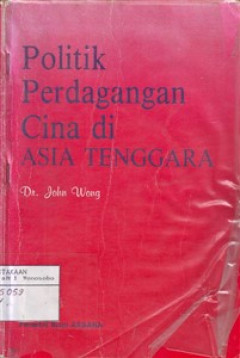 Politik
Perdagangan
Cina di
ASIA TENGGARA
Dr. John Wong